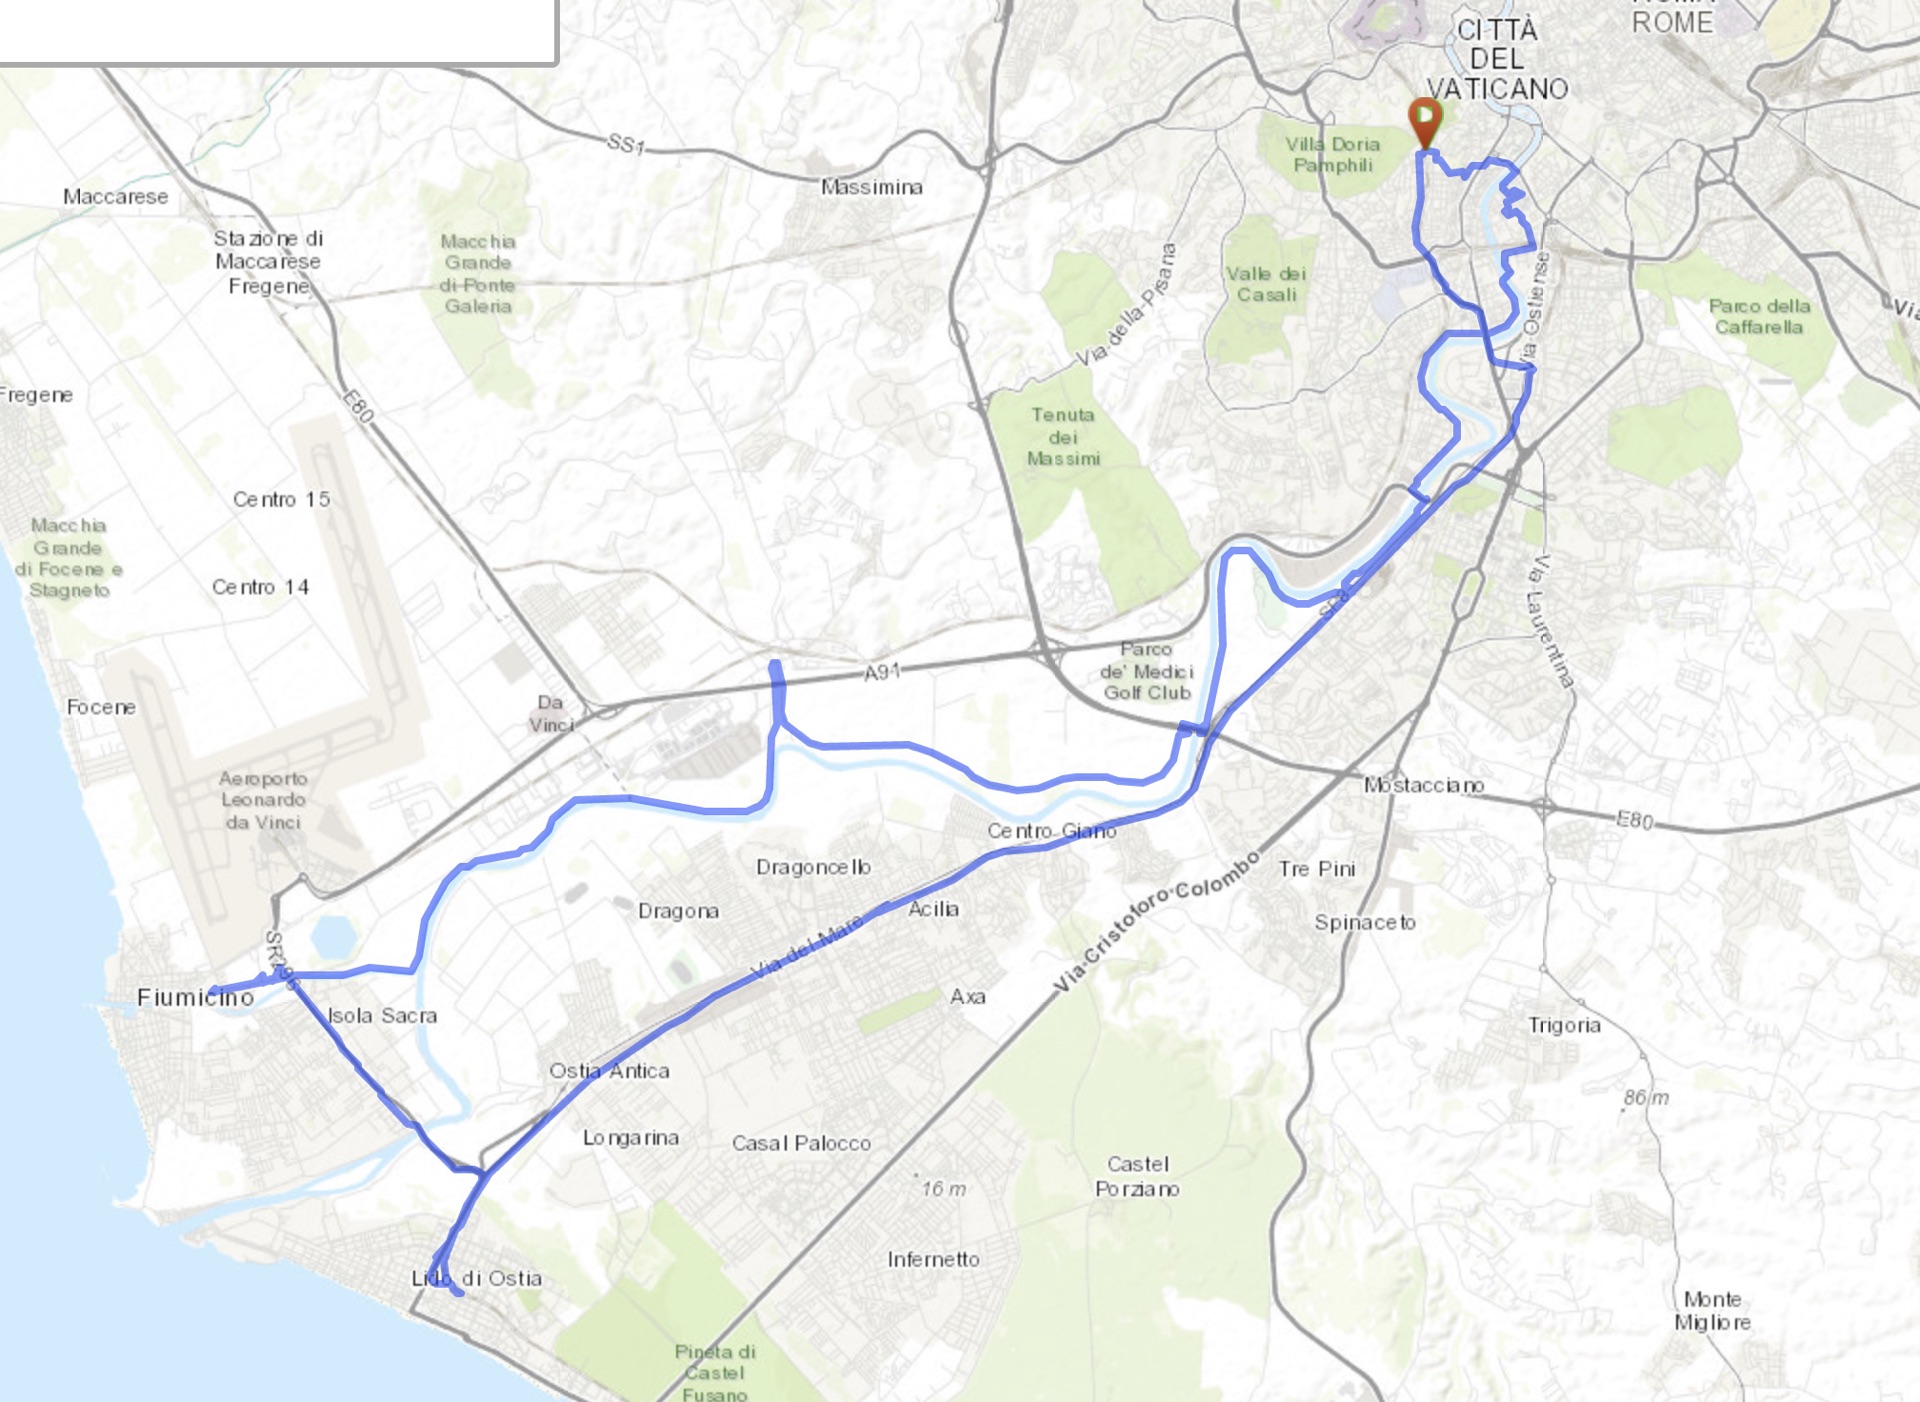 ROME
CITTÀ
DEL
VATICANO
Villa Doria
Pamphili
SS1
Massimina
Maccarese
Stazione di
Maccarese
Fregene
Macchia
Grande
di Ponte
Galeria
Valle dei
Casali
Via della Pisana
Via Ostiense
Parco della
Caffarella
Via
Fregene
E80
Tenuta
dei
Massimi
Centro 15
Macchia
Grande
di Focene e
Stagneto
Centro 14
Via Laurentina
Parco
de' Medici
Golf Club
A91
Focene
Da
Vinci
Aeroporto
Leonardo
da Vinci
Mostacciano
E80
Centro Giano
Dragoncello
Tre Pini
Dragona
Acilia
Via Cristoforo Colombo
Spinaceto
Via del Mare
Fiumicino
Isola Sacra
Axa
Trigoria
Ostia Antica
86 m
Longarina
Casal Palocco
Castel
Porziano
16 m
Infernetto
Lido di Ostia
Monte
Migliore
Pineta di
Castel
Fusano